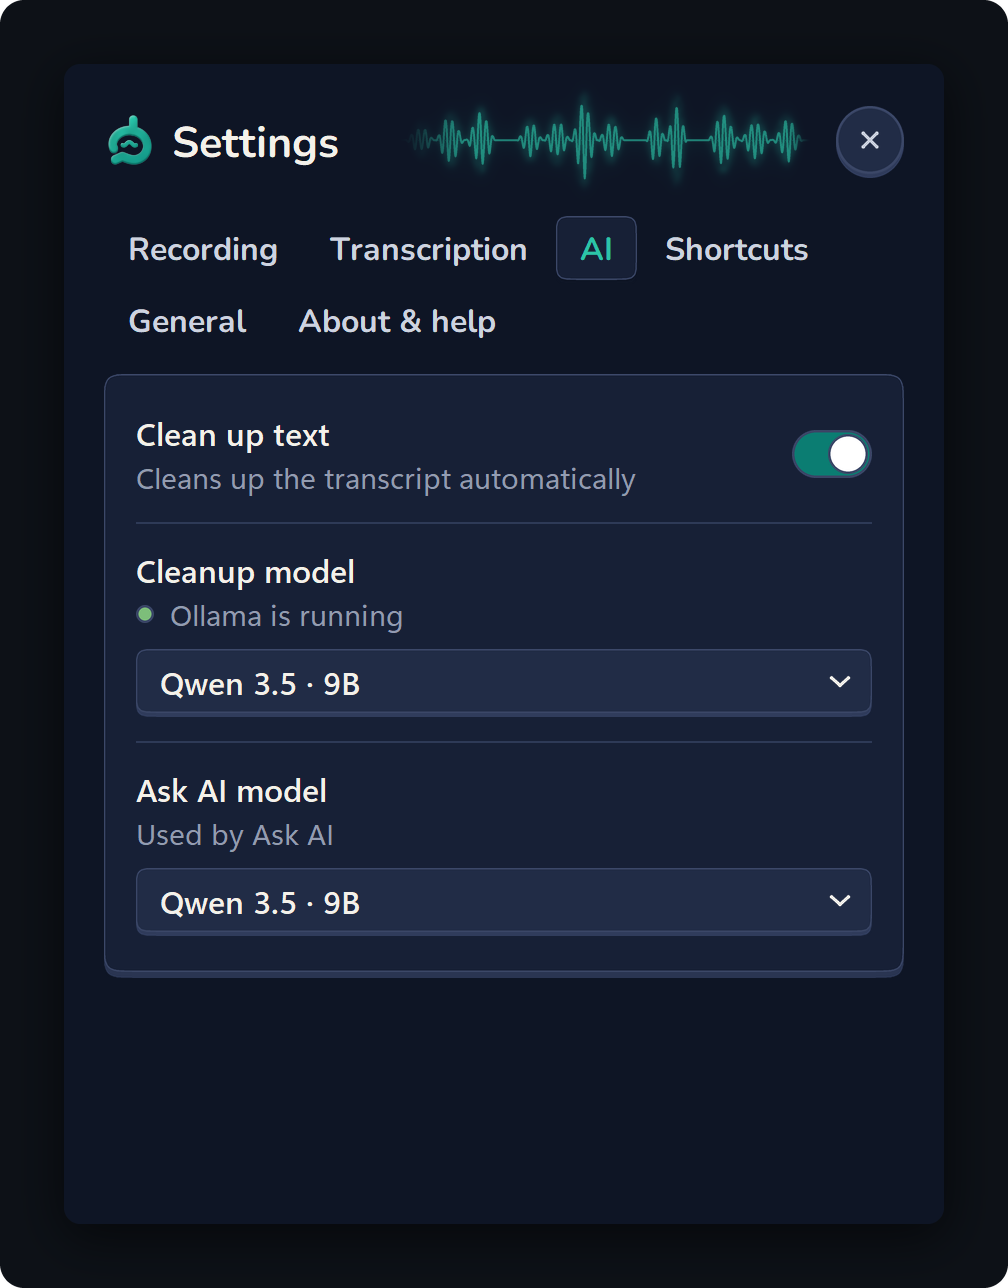 Settings
Recording Transcription AI Shortcuts
General About & help
Clean up text
Cleans up the transcript automatically
Cleanup model
Ollama is running
Qwen 3.5 · 9B
Ask AI model
Used by Ask AI
Qwen 3.5 · 9B